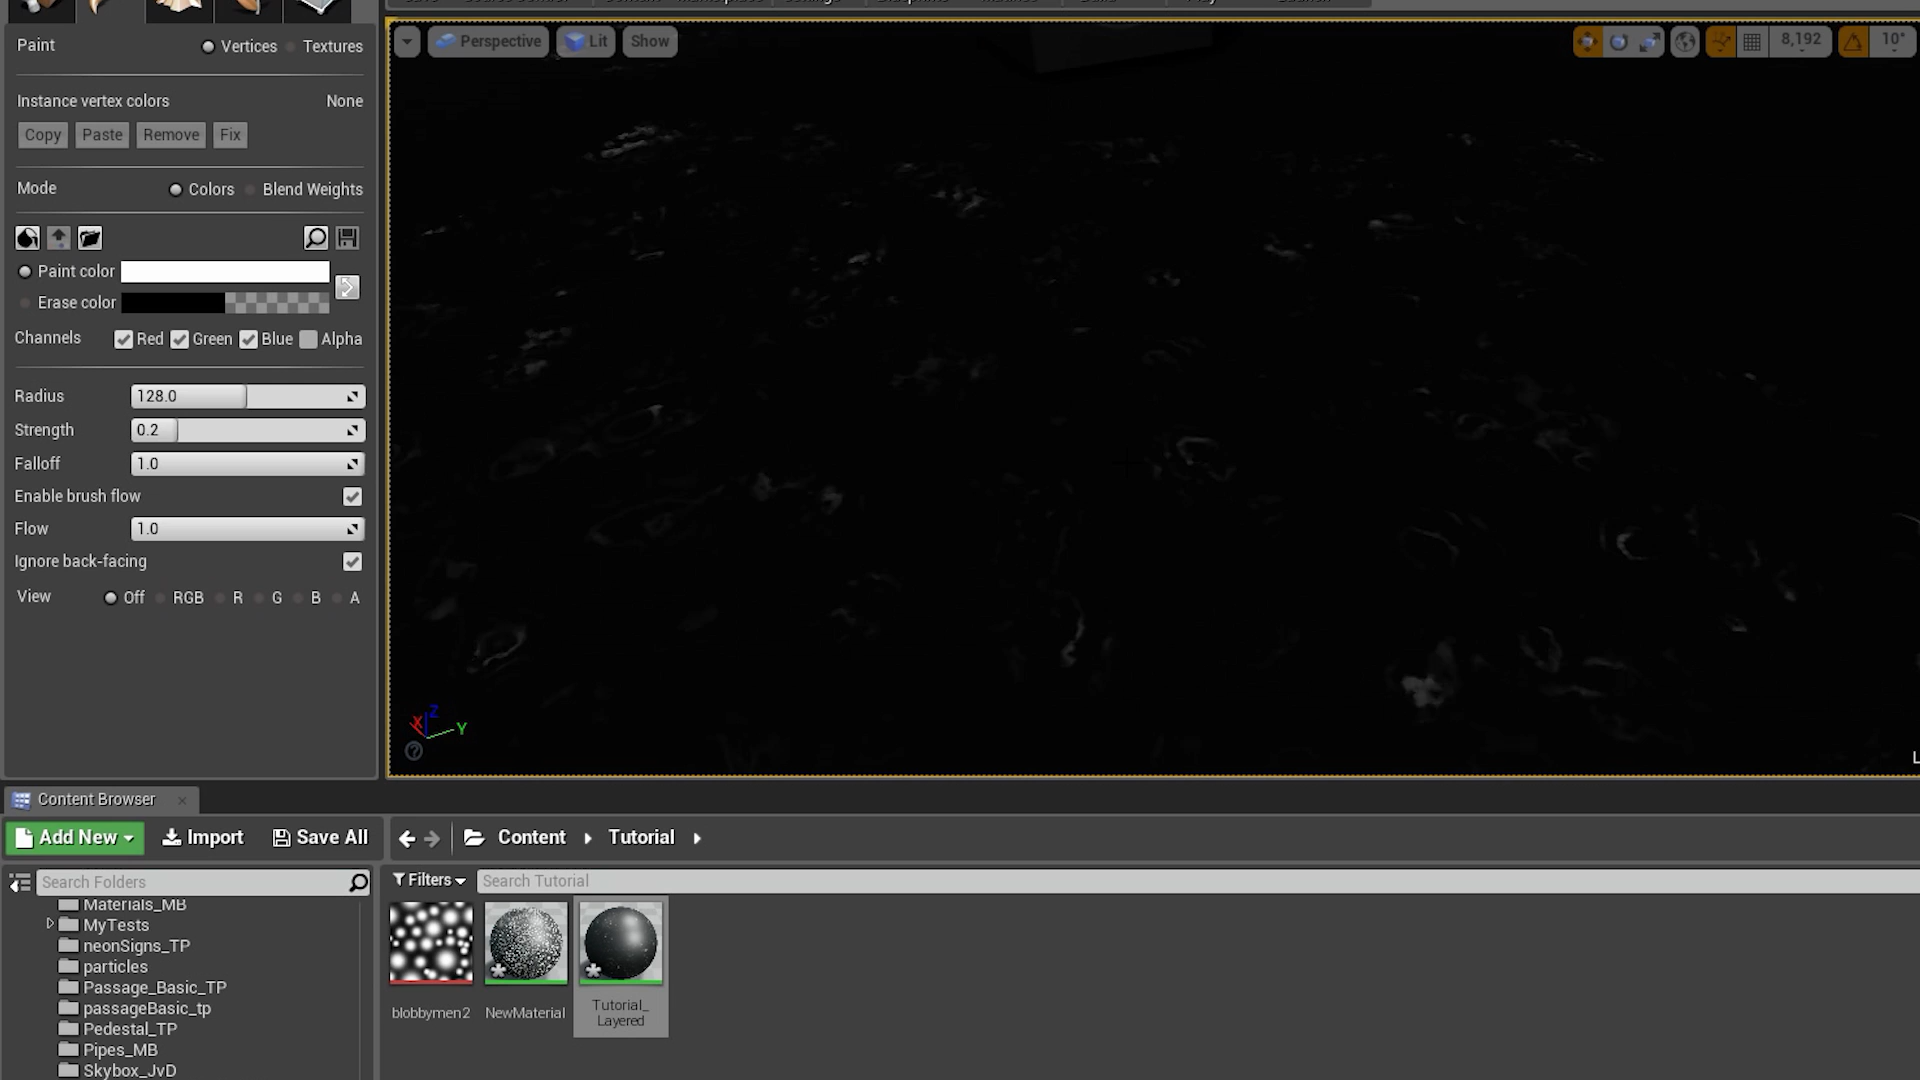 Paint Vertices Textures
Perspective Lit Show 8,192 10°
Instance vertex colors None
Copy Paste Remove Fix
Mode Colors Blend Weights
Paint color
Erase color
Channels Red Green Blue Alpha
Radius 128.0
Strength 0.2
Falloff 1.0
Enable brush flow
Flow 1.0
Ignore back-facing
View Off RGB R G B A
X Z Y
L
Content Browser
Add New Import Save All Content Tutorial
Search Folders Filters Search Tutorial
Materials_MB
MyTests
neonSigns_TP
particles
Passage_Basic_TP
passageBasic_tp
Pedestal_TP
Pipes_MB
Skybox_JvD
blobbymen2 NewMaterial Tutorial_
Layered